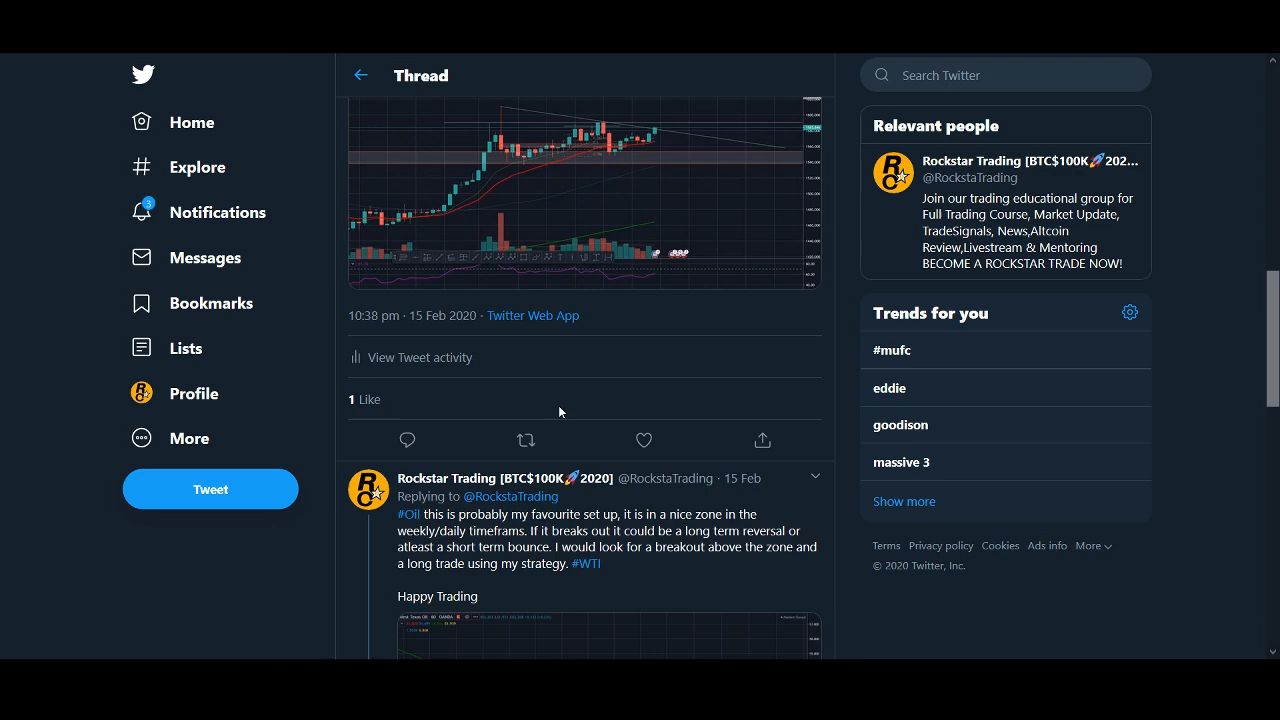 Home
Explore
3
Notifications
Messages
Bookmarks
Lists
Profile
More
Tweet
Thread
10:38 pm · 15 Feb 2020 · Twitter Web App
View Tweet activity
1 Like
Rockstar Trading [BTC$100K🚀2020] @RockstaTrading · 15 Feb
Replying to @RockstaTrading
#Oil this is probably my favourite set up, it is in a nice zone in the
weekly/daily timeframes. If it breaks out it could be a long term reversal or
atleast a short term bounce. I would look for a breakout above the zone and
a long trade using my strategy. #WTI
Happy Trading
Search Twitter
Relevant people
Rockstar Trading [BTC$100K🚀202...
@RockstaTrading
Join our trading educational group for
Full Trading Course, Market Update,
TradeSignals, News,Altcoin
Review,Livestream & Mentoring
BECOME A ROCKSTAR TRADE NOW!
Trends for you
#mufc
eddie
goodison
massive 3
Show more
Terms Privacy policy Cookies Ads info More
© 2020 Twitter, Inc.